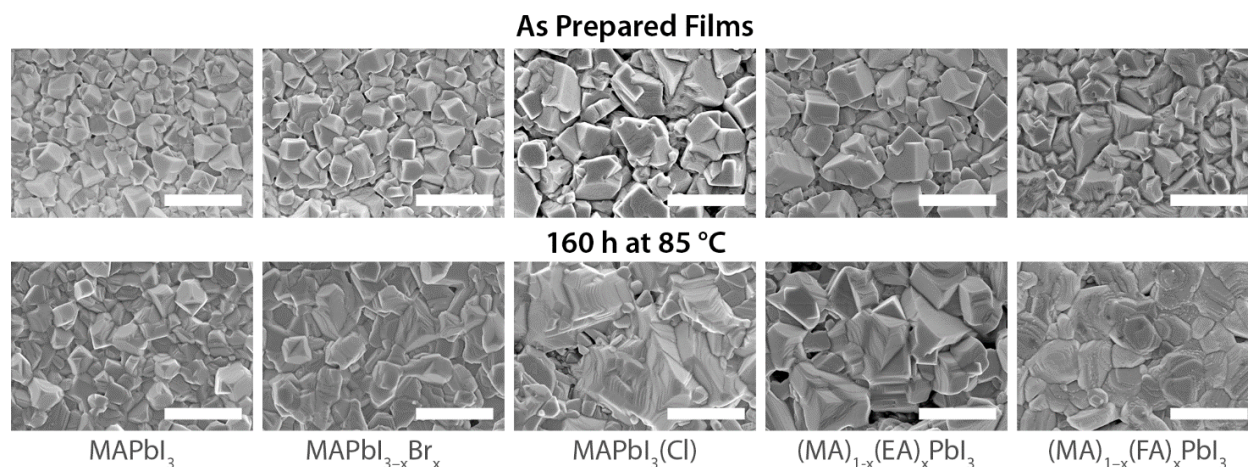 As Prepared Films
160 h at 85 °C
MAPbI₃ MAPbI₃₋ₓBrₓ MAPbI₃(Cl) (MA)₁₋ₓ(EA)ₓPbI₃ (MA)₁₋ₓ(FA)ₓPbI₃